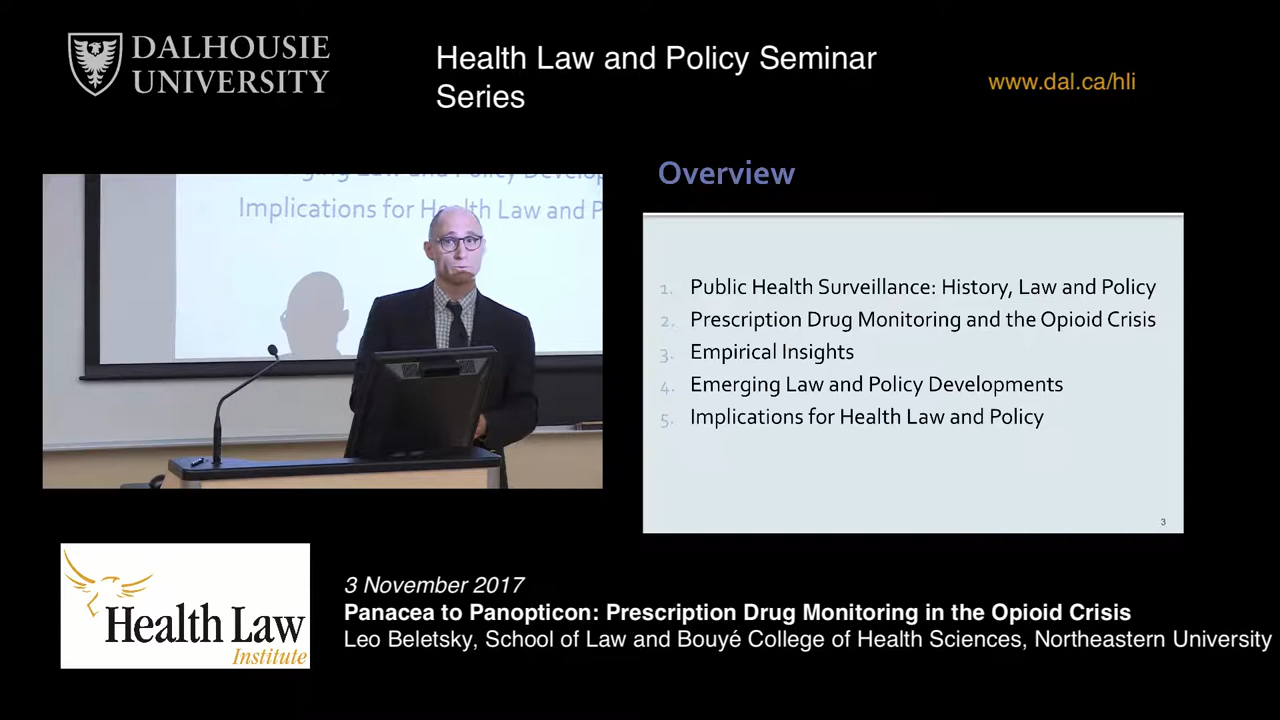 DALHOUSIE
UNIVERSITY
Health Law and Policy Seminar
Series
www.dal.ca/hli
Overview
Implications for Health Law and P
1. Public Health Surveillance: History, Law and Policy
2. Prescription Drug Monitoring and the Opioid Crisis
3. Empirical Insights
4. Emerging Law and Policy Developments
5. Implications for Health Law and Policy
3
Health Law
Institute
3 November 2017
Panacea to Panopticon: Prescription Drug Monitoring in the Opioid Crisis
Leo Beletsky, School of Law and Bouyé College of Health Sciences, Northeastern University